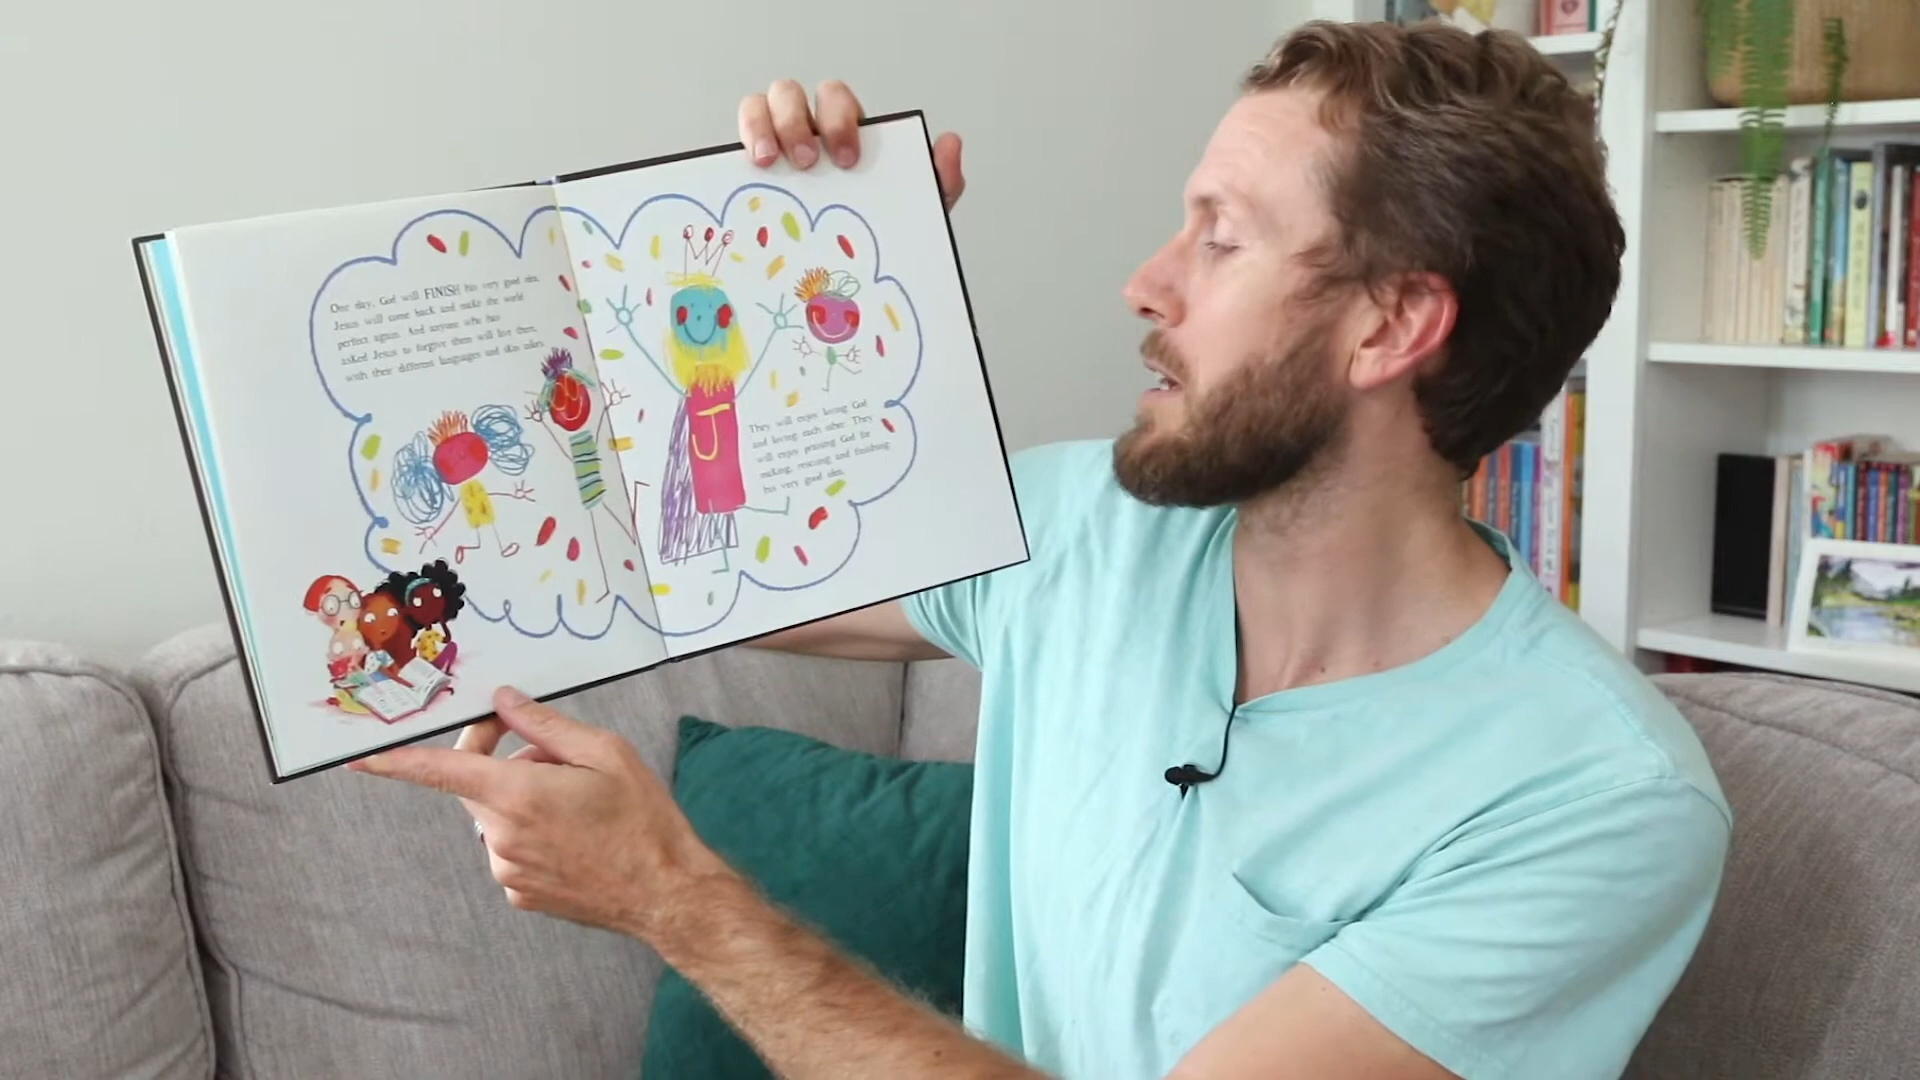 One day, God will FINISH his very good idea.
Jesus will come back and make the world
perfect again. And anyone who has
asked Jesus to forgive them will live there,
with their different languages and skin colors.
J
They will enjoy loving God
and loving each other. They
will enjoy praising God for
making, rescuing and finishing
his very good idea.